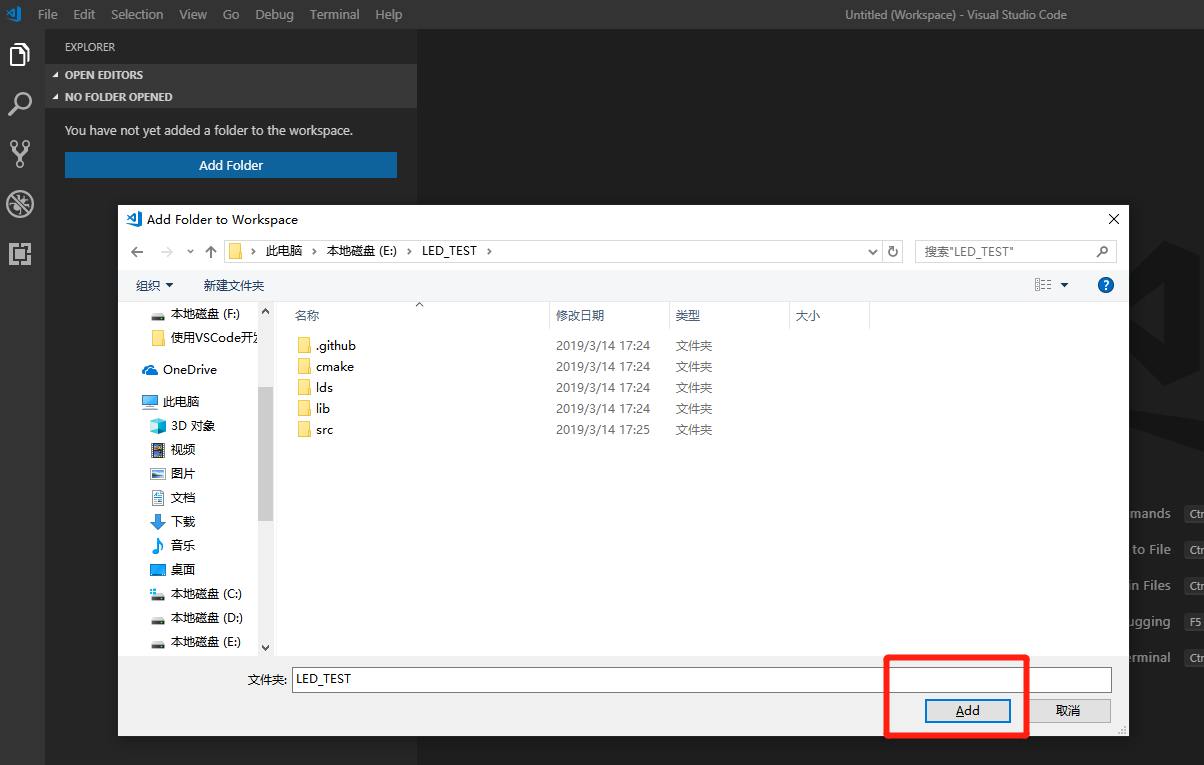 File Edit Selection View Go Debug Terminal Help
Untitled (Workspace) - Visual Studio Code
EXPLORER
OPEN EDITORS
NO FOLDER OPENED
You have not yet added a folder to the workspace.
Add Folder
Add Folder to Workspace
此电脑 本地磁盘 (E:) LED_TEST
搜索"LED_TEST"
组织 新建文件夹
本地磁盘 (F:)
使用VSCode开发
OneDrive
此电脑
3D 对象
视频
图片
文档
下载
音乐
桌面
本地磁盘 (C:)
本地磁盘 (D:)
本地磁盘 (E:)
名称 修改日期 类型 大小
.github 2019/3/14 17:24 文件夹
cmake 2019/3/14 17:24 文件夹
lds 2019/3/14 17:24 文件夹
lib 2019/3/14 17:24 文件夹
src 2019/3/14 17:25 文件夹
mands Ctr
to File Ctr
in Files Ctr
ugging F5
erminal Ctr
文件夹: LED_TEST
Add 取消